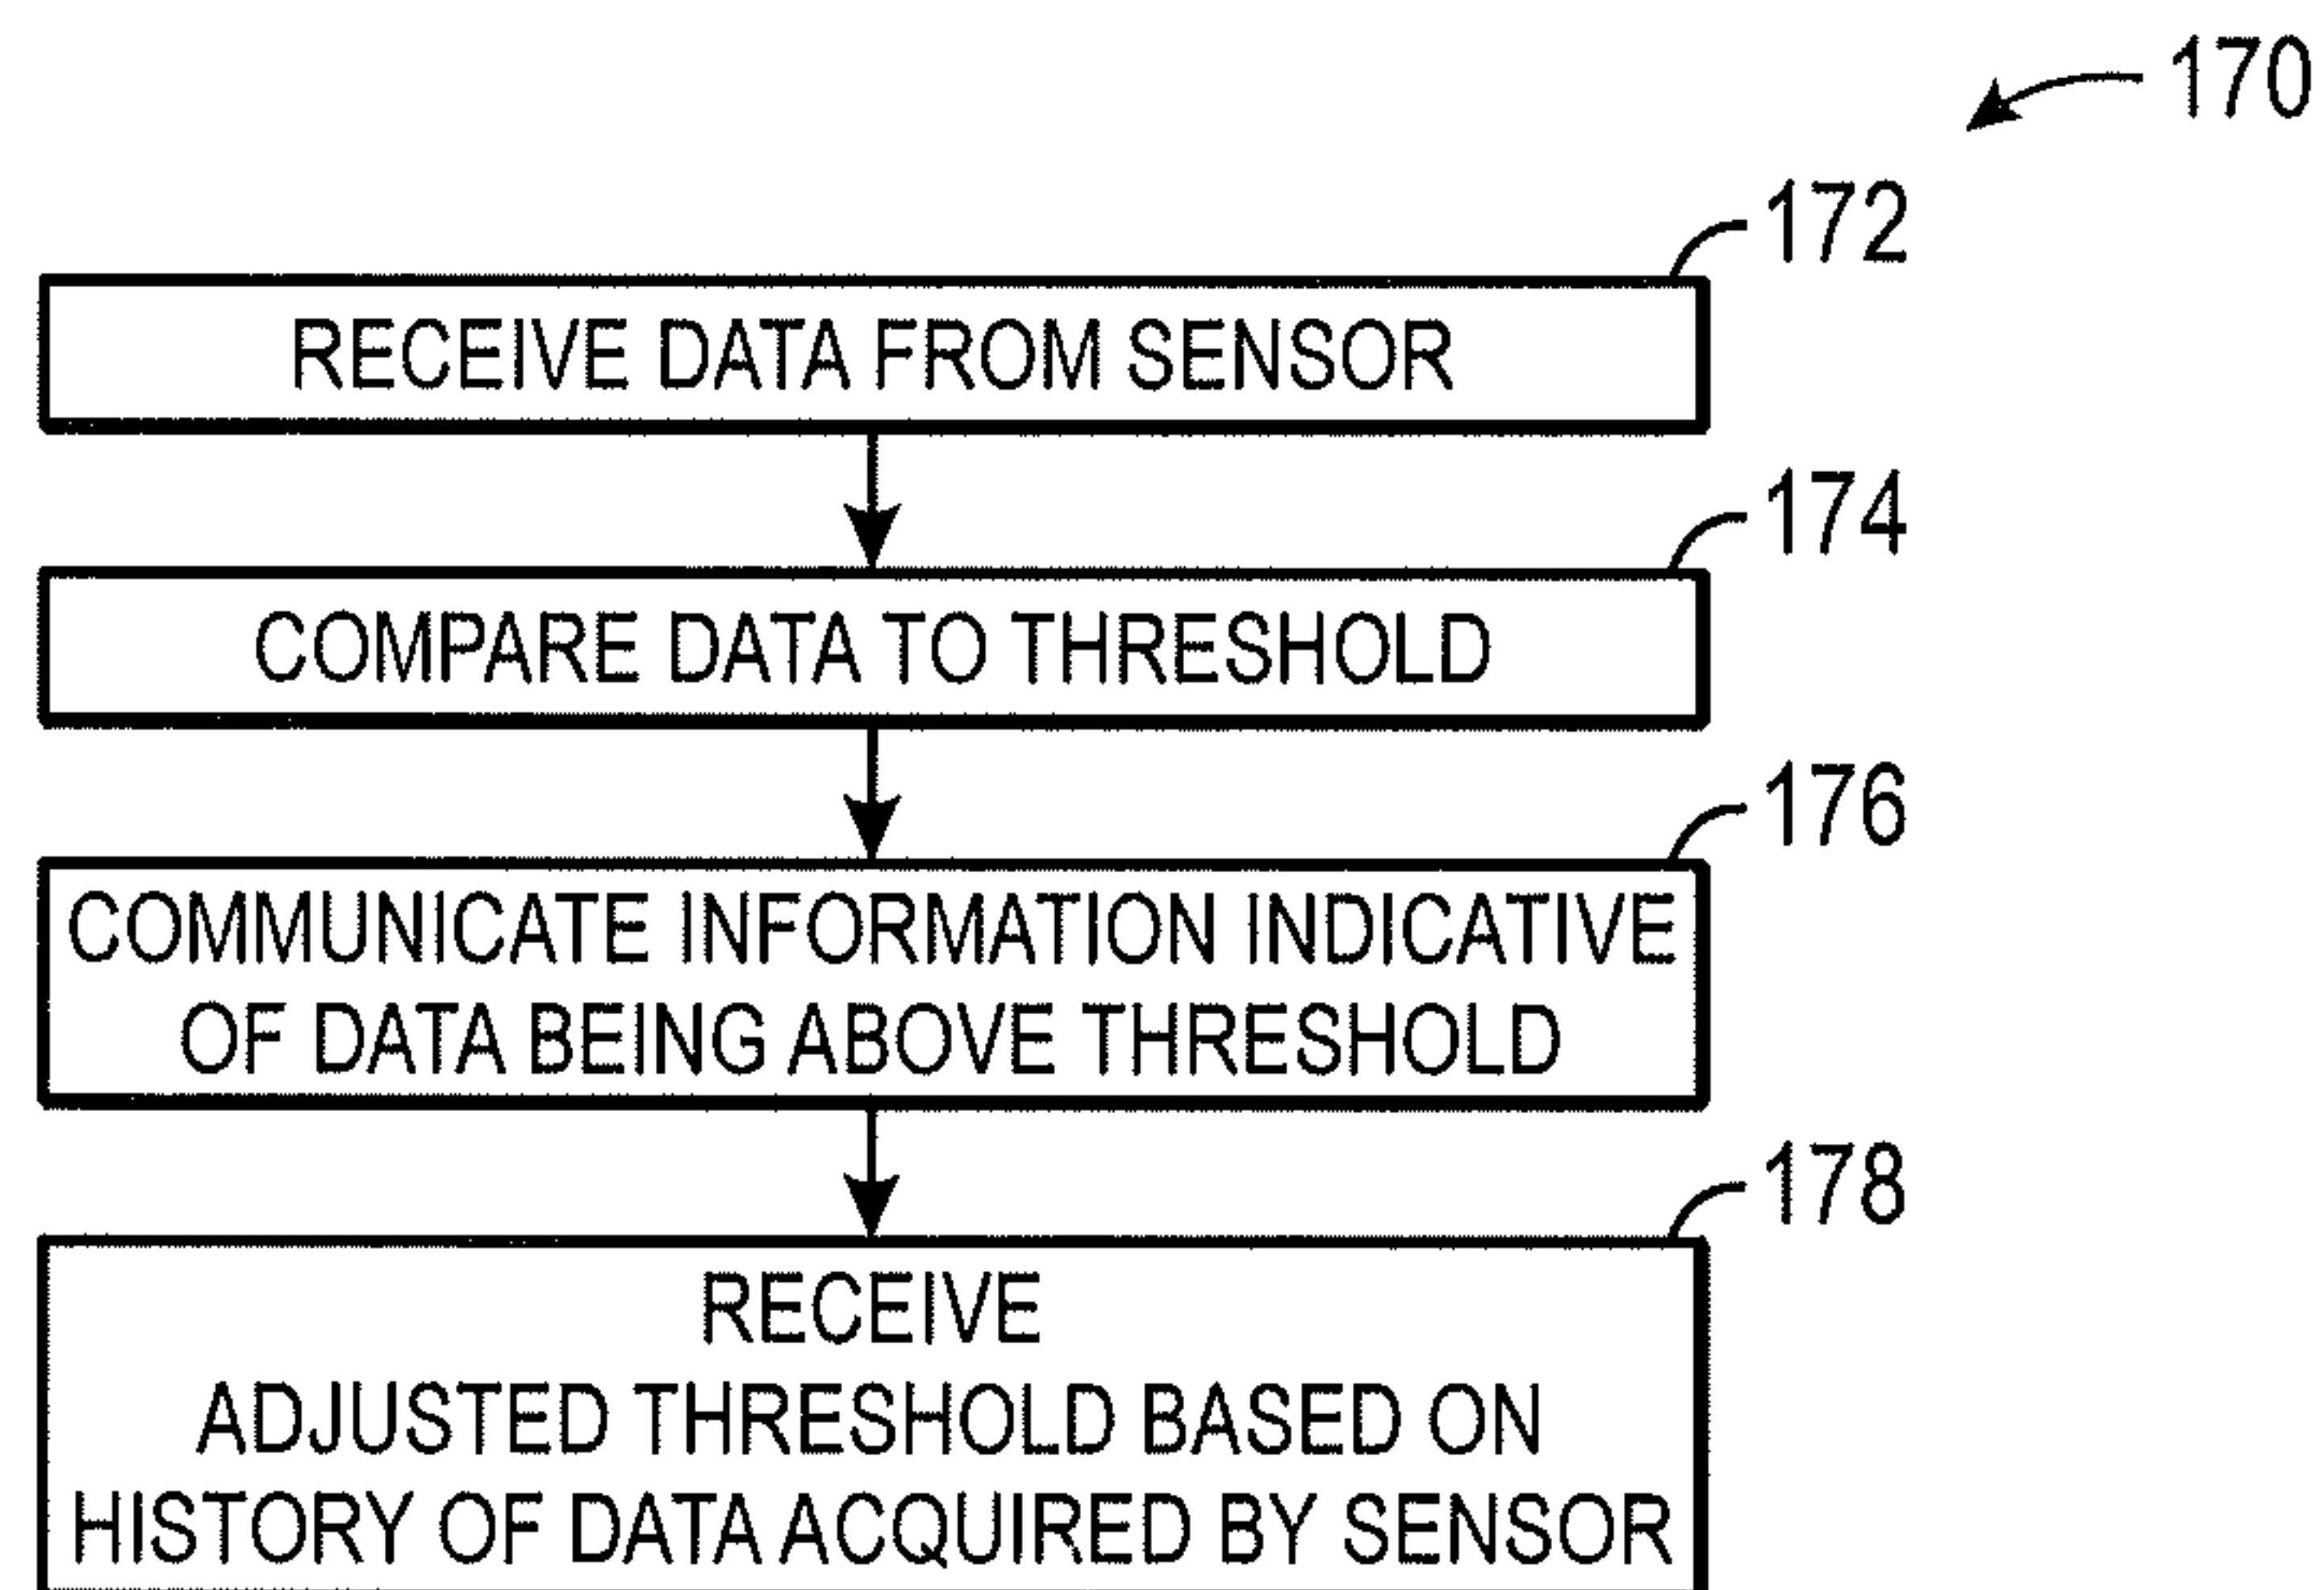 170
172
RECEIVE DATA FROM SENSOR
174
COMPARE DATA TO THRESHOLD
176
COMMUNICATE INFORMATION INDICATIVE
OF DATA BEING ABOVE THRESHOLD
178
RECEIVE
ADJUSTED THRESHOLD BASED ON
HISTORY OF DATA ACQUIRED BY SENSOR